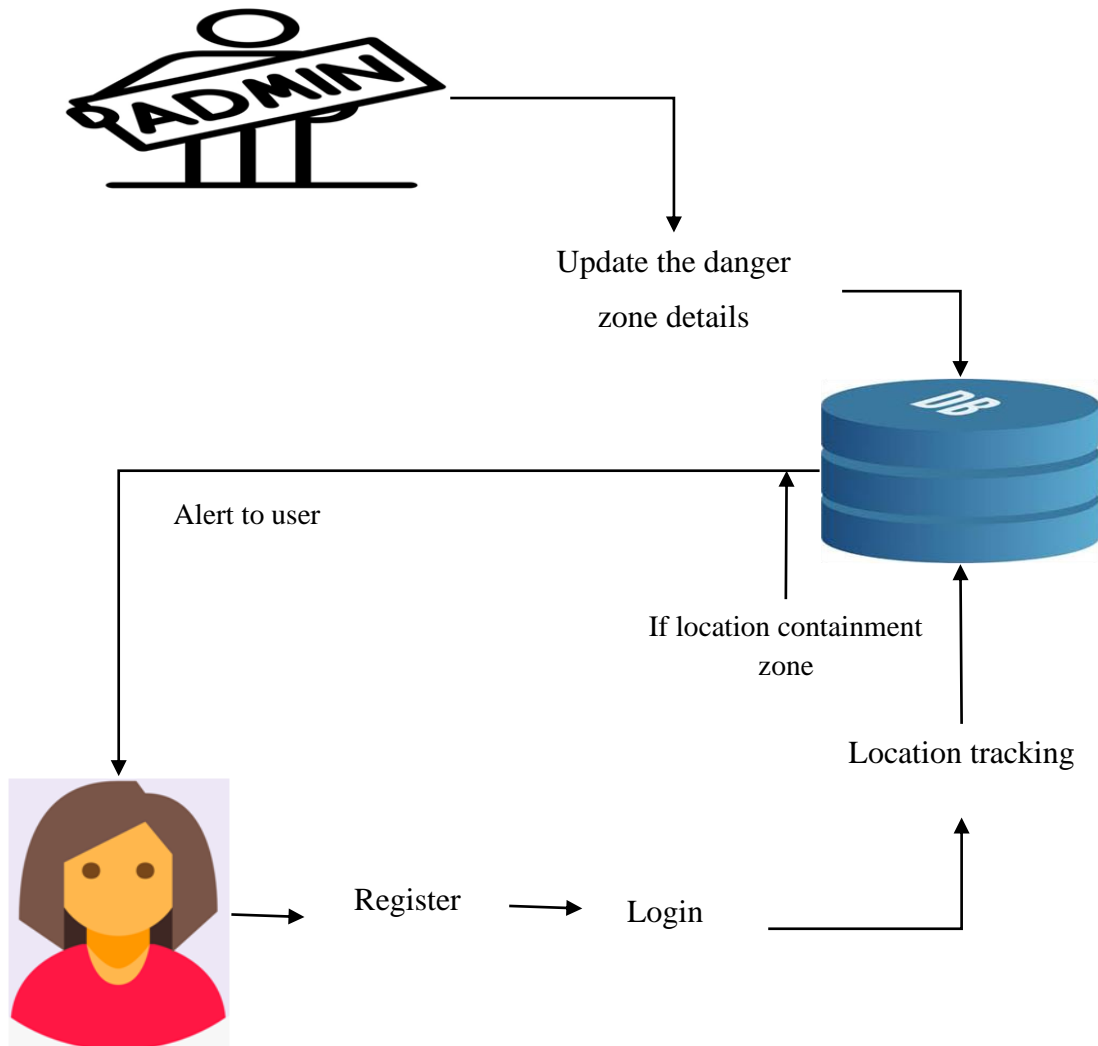 ADMIN
Update the danger
zone details
DB
Alert to user
If location containment
zone
Location tracking
Register
Login